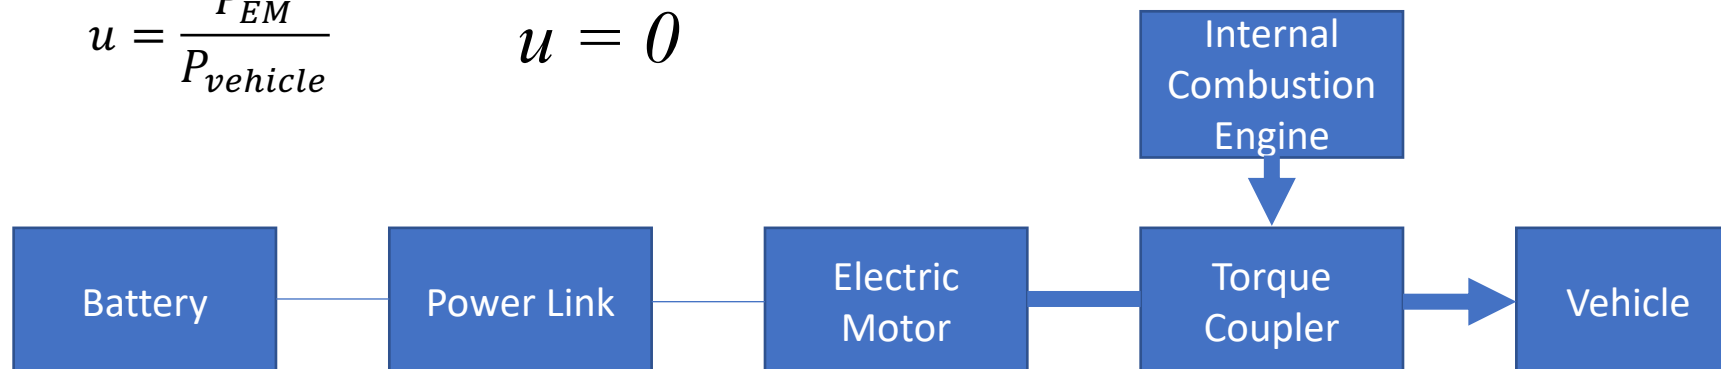 u = P_EM / P_vehicle
u = 0
Internal
Combustion
Engine
Battery
Power Link
Electric
Motor
Torque
Coupler
Vehicle